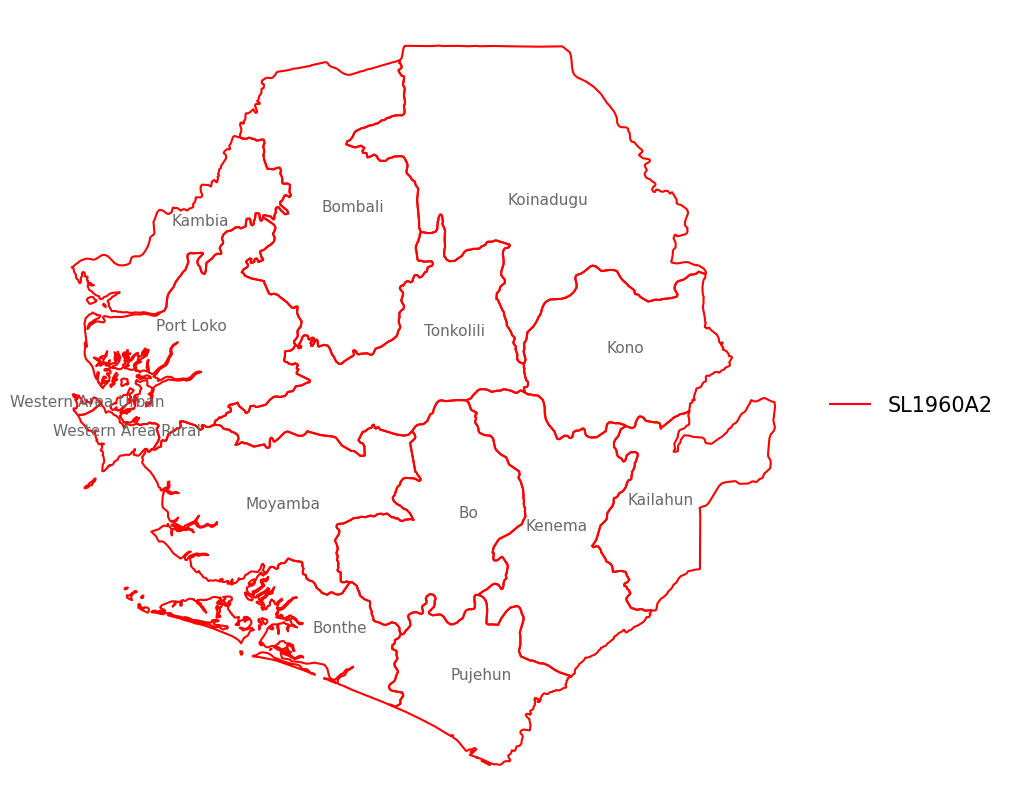 Koinadugu
Bombali
Kambia
Port Loko
Tonkolili
Kono
Western Area Urban
SL1960A2
Western Area Rural
Kailahun
Moyamba
Bo
Kenema
Bonthe
Pujehun